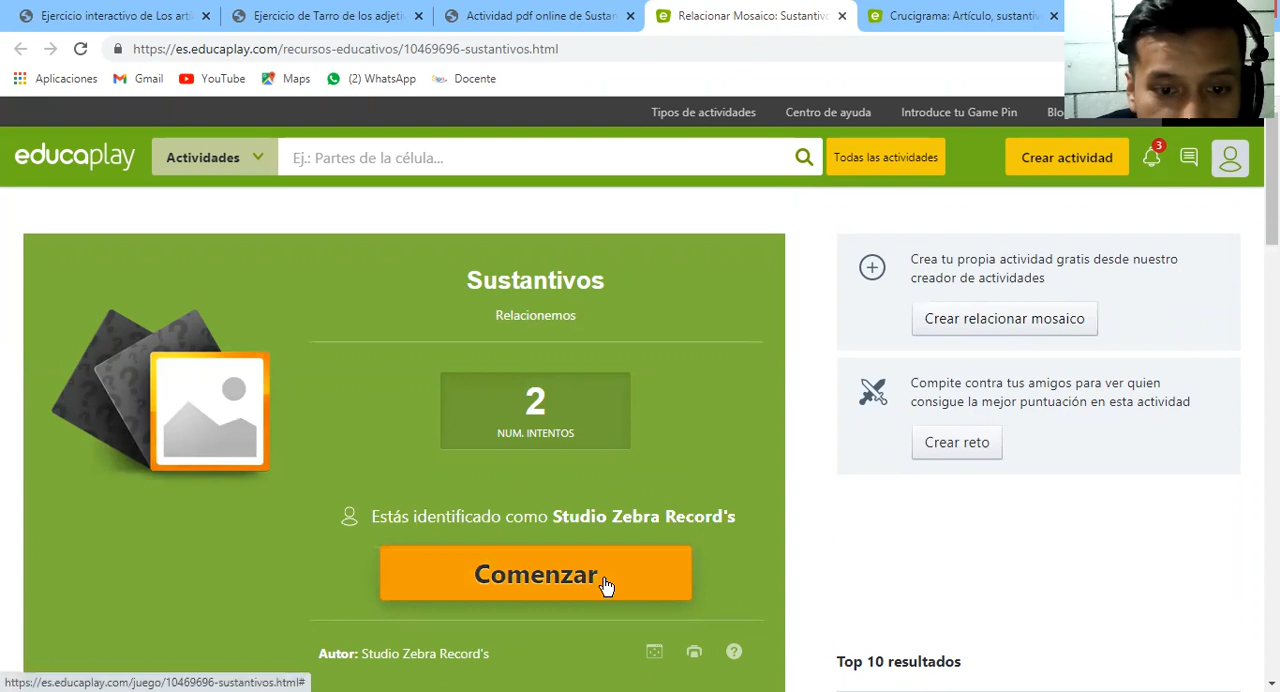 Ejercicio interactivo de Los arti
Ejercicio de Tarro de los adjeti
Actividad pdf online de Sustan
Relacionar Mosaico: Sustantivo
Crucigrama: Artículo, sustanti
https://es.educaplay.com/recursos-educativos/10469696-sustantivos.html
Aplicaciones
Gmail
YouTube
Maps
(2) WhatsApp
Docente
Tipos de actividades
Centro de ayuda
Introduce tu Game Pin
Blo
educaplay
Actividades
Ej.: Partes de la célula...
Todas las actividades
Crear actividad
3
Sustantivos
Relacionemos
2
NUM. INTENTOS
Estás identificado como Studio Zebra Record's
Comenzar
Autor: Studio Zebra Record's
?
Crea tu propia actividad gratis desde nuestro
creador de actividades
Crear relacionar mosaico
Compite contra tus amigos para ver quien
consigue la mejor puntuación en esta actividad
Crear reto
Top 10 resultados
https://es.educaplay.com/juego/10469696-sustantivos.html#